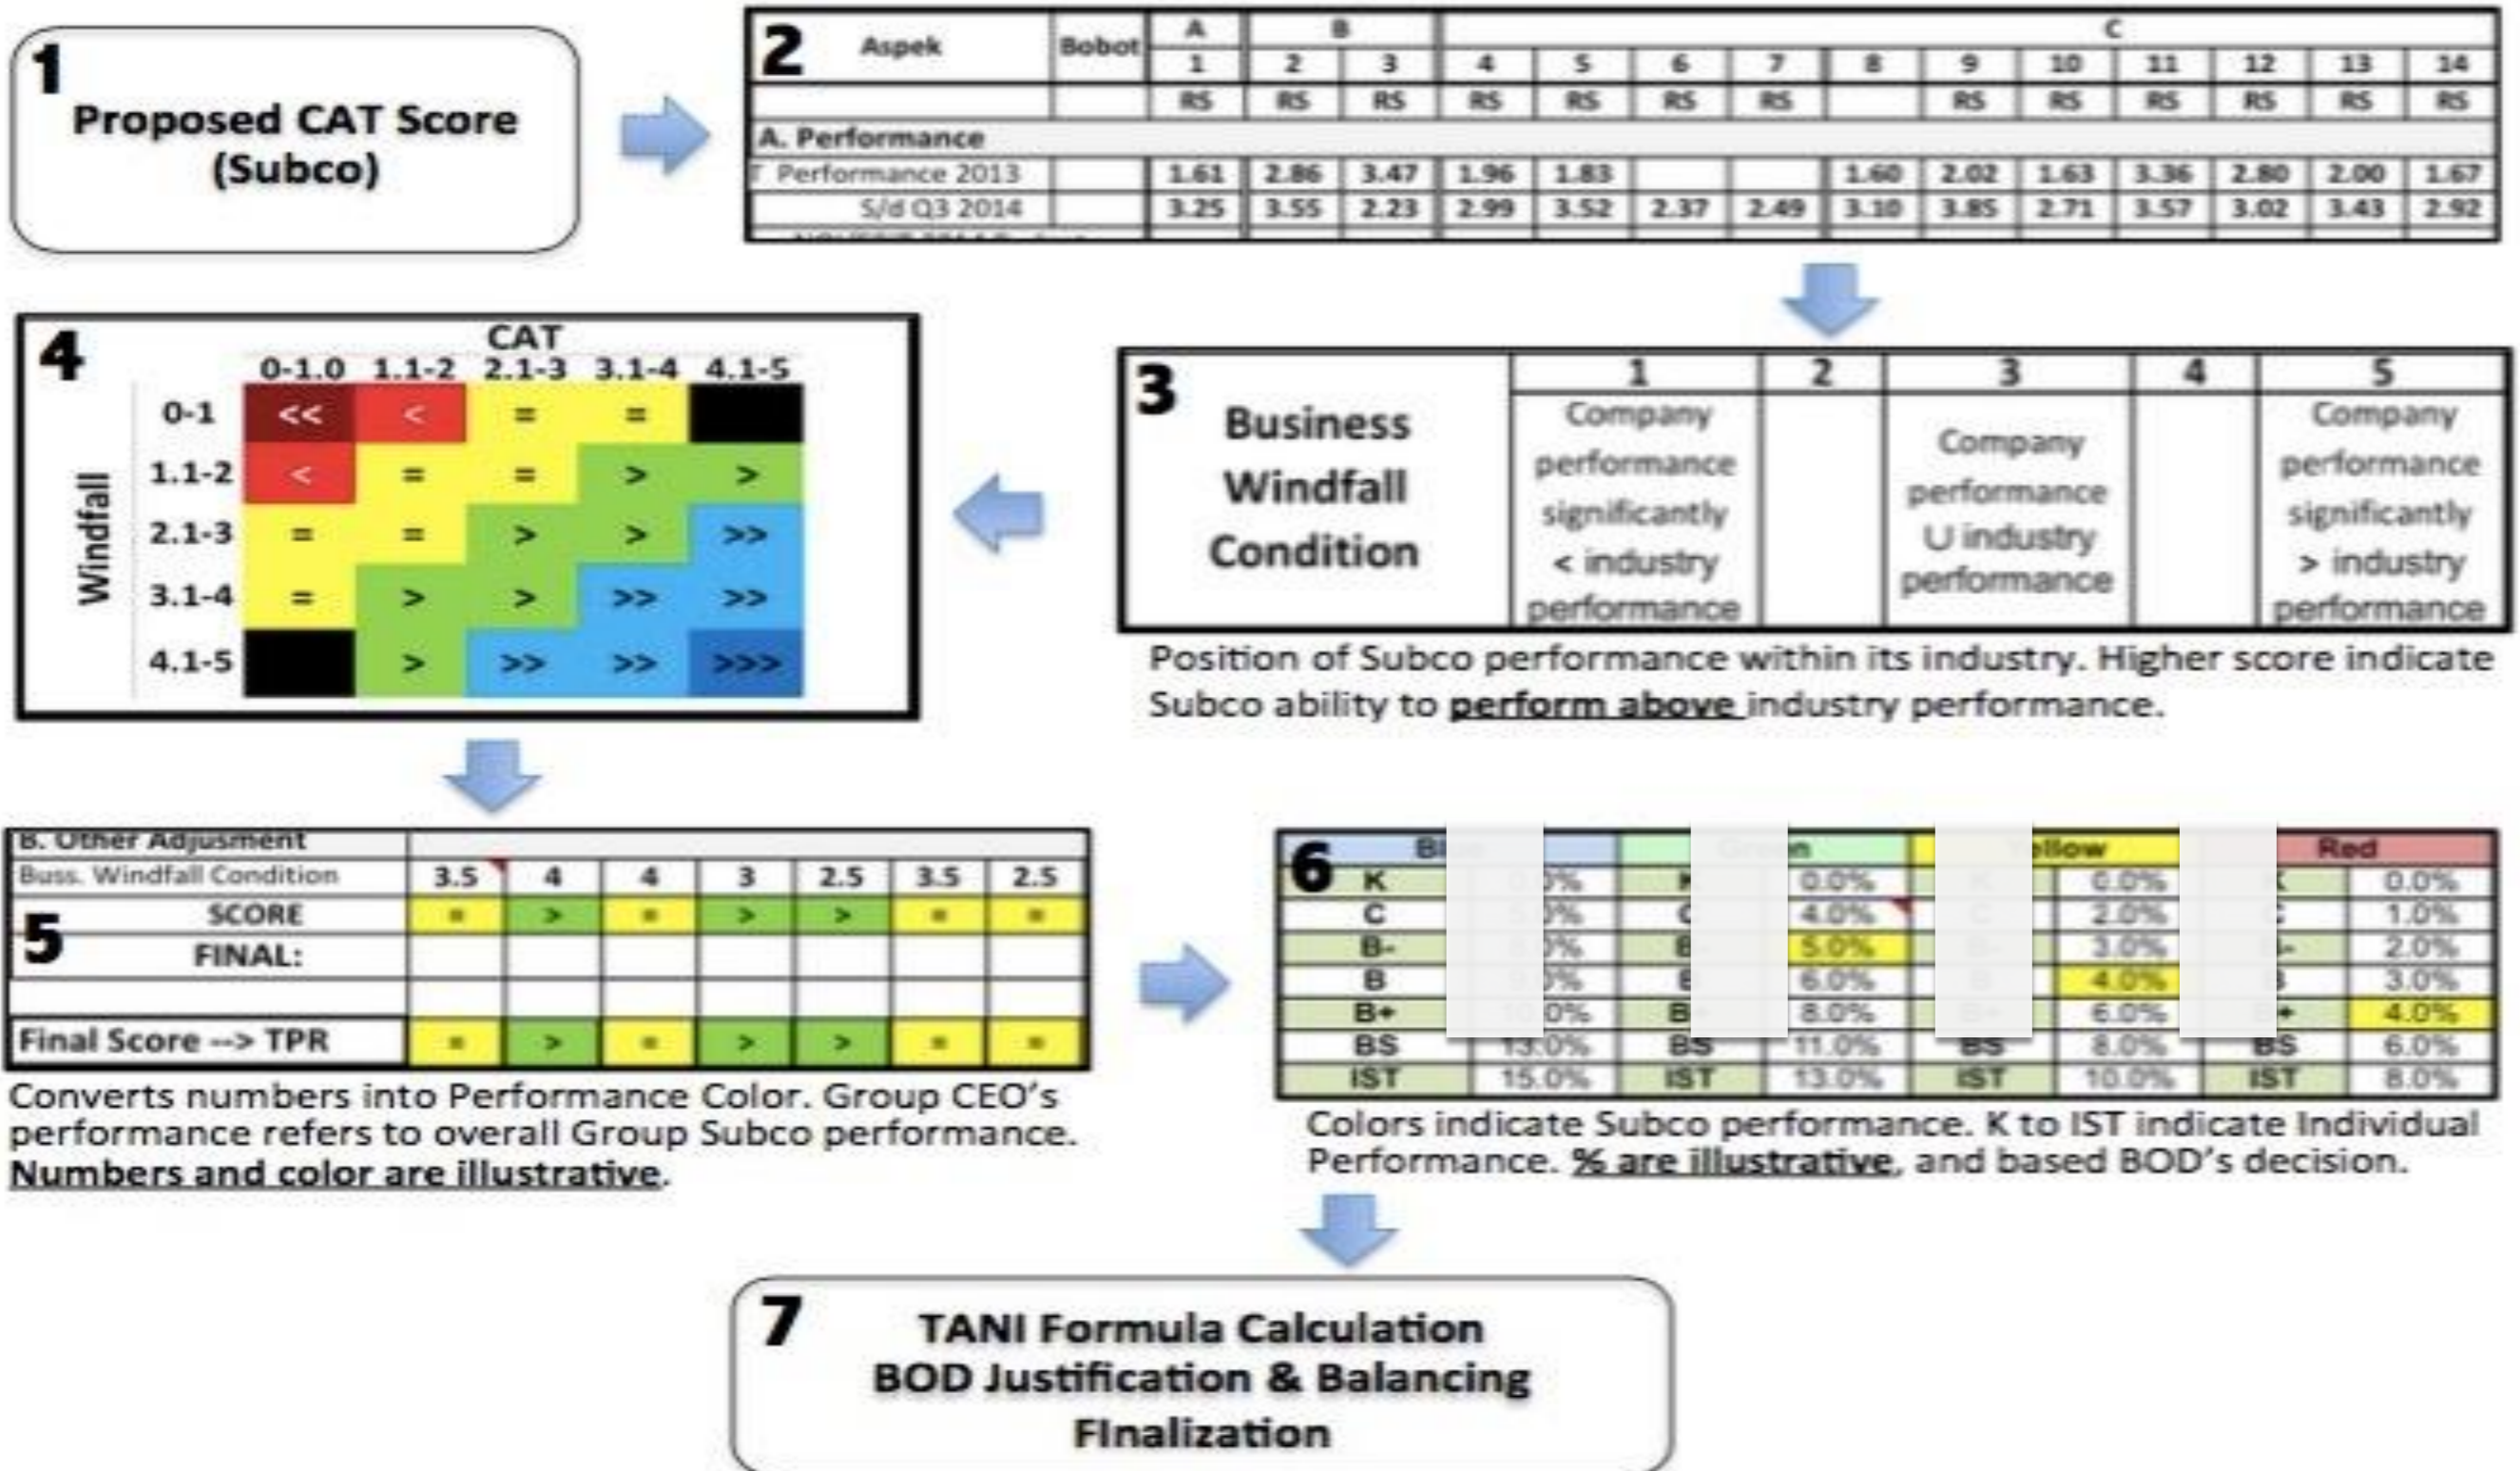 1
Proposed CAT Score
(Subco)
2
Aspek Bobot A B C
1 2 3 4 5 6 7 8 9 10 11 12 13 14
RS RS RS RS RS RS RS RS RS RS RS RS RS
A. Performance
T Performance 2013 1.61 2.86 3.47 1.96 1.83 1.60 2.02 1.63 3.36 2.80 2.00 1.67
S/d Q3 2014 3.25 3.55 2.23 2.99 3.52 2.37 2.49 3.10 3.85 2.71 3.57 3.02 3.43 2.92
3
Business
Windfall
Condition
1 2 3 4 5
Company
performance
significantly
< industry
performance
Company
performance
U industry
performance
Company
performance
significantly
> industry
performance
Position of Subco performance within its industry. Higher score indicate
Subco ability to perform above industry performance.
4
CAT
0-1.0 1.1-2 2.1-3 3.1-4 4.1-5
Windfall
0-1 << < = =
1.1-2 < = = > >
2.1-3 = = > > >>
3.1-4 = > > >> >>
4.1-5 > >> >> >>>
B. Other Adjusment
Buss. Windfall Condition 3.5 4 4 3 2.5 3.5 2.5
SCORE = > = > > = =
5
FINAL:
Final Score --> TPR = > = > > = =
Converts numbers into Performance Color. Group CEO's
performance refers to overall Group Subco performance.
Numbers and color are illustrative.
6
Red
K 0.0% 0.0% 0.0%
C 4.0% 2.0% 1.0%
B- 5.0% 3.0% 2.0%
B 6.0% 4.0% 3.0%
B+ 8.0% 6.0% 4.0%
BS 13.0% BS 11.0% BS 8.0% BS 6.0%
IST 15.0% IST 13.0% IST 10.0% IST 8.0%
Colors indicate Subco performance. K to IST indicate Individual
Performance. % are illustrative, and based BOD's decision.
7
TANI Formula Calculation
BOD Justification & Balancing
FInalization